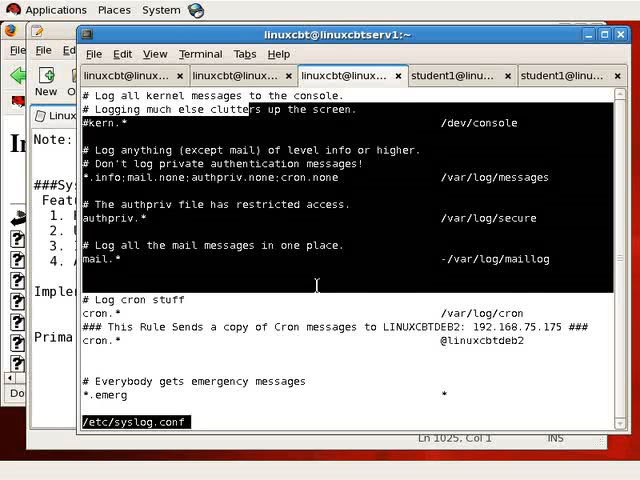 Applications Places System
linuxcbt@linuxcbtserv1:~
File Edit View Terminal Tabs Help
linuxcbt@linux... linuxcbt@linux... linuxcbt@linux... student1@linu... student1@linu...
# Log all kernel messages to the console.
# Logging much else clutters up the screen.
#kern.* /dev/console
# Log anything (except mail) of level info or higher.
# Don't log private authentication messages!
*.info;mail.none;authpriv.none;cron.none /var/log/messages
# The authpriv file has restricted access.
authpriv.* /var/log/secure
# Log all the mail messages in one place.
mail.* -/var/log/maillog
# Log cron stuff
cron.* /var/log/cron
### This Rule Sends a copy of Cron messages to LINUXCBTDEB2: 192.168.75.175 ###
cron.* @linuxcbtdeb2
# Everybody gets emergency messages
*.emerg *
/etc/syslog.conf
File
File
New O
Linux
Note:
###Sys
Featu
1.
2.
3.
4.
Implem
Prima
Do
Ln 1025, Col 1 INS